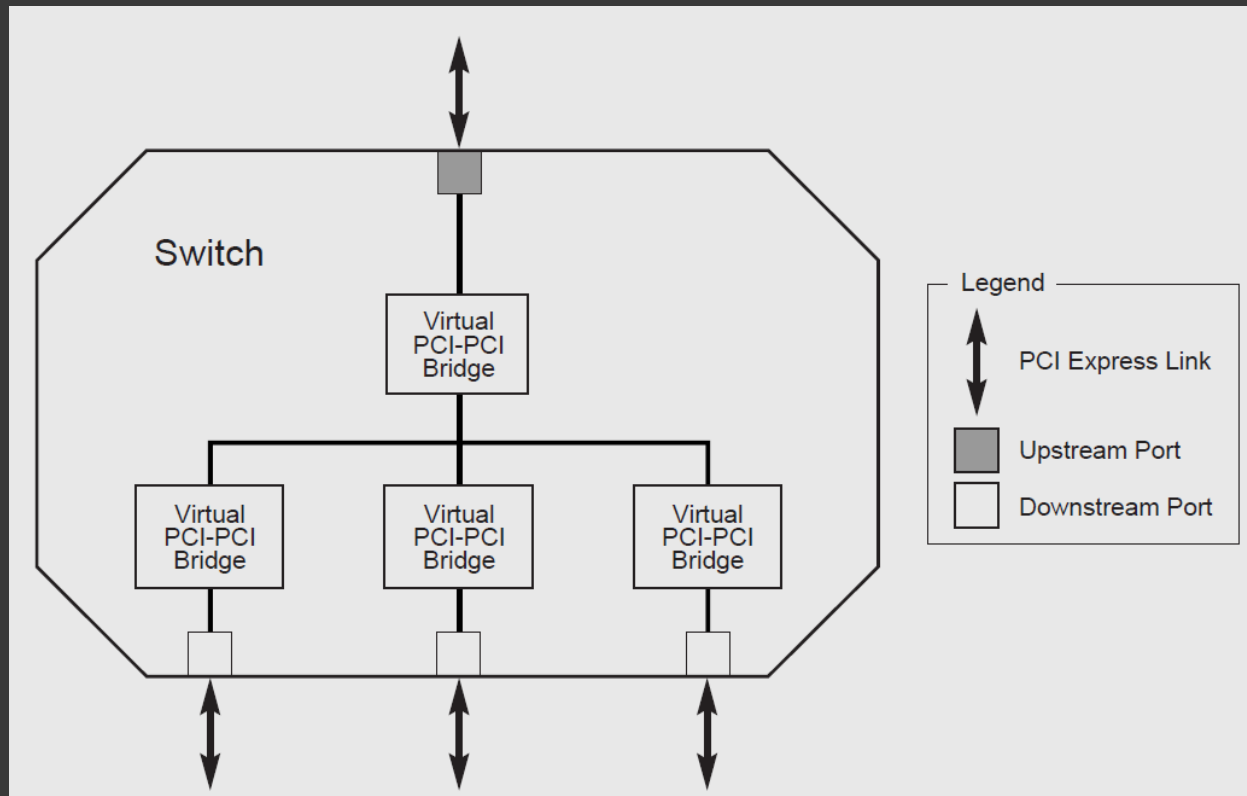 Switch
Virtual
PCI-PCI
Bridge
Virtual
PCI-PCI
Bridge
Virtual
PCI-PCI
Bridge
Virtual
PCI-PCI
Bridge
Legend
PCI Express Link
Upstream Port
Downstream Port